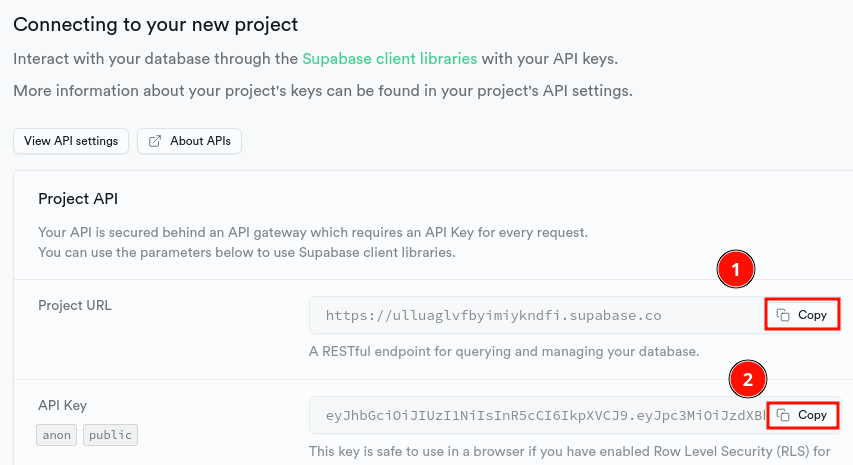 Connecting to your new project
Interact with your database through the Supabase client libraries with your API keys.
More information about your project's keys can be found in your project's API settings.
View API settings About APIs
Project API
Your API is secured behind an API gateway which requires an API Key for every request.
You can use the parameters below to use Supabase client libraries.
1
Project URL https://ulluaglvfbyimiykndfi.supabase.co Copy
A RESTful endpoint for querying and managing your database.
2
API Key eyJhbGciOiJIUzI1NiIsInR5cCI6IkpXVCJ9.eyJpc3MiOiJzdXB Copy
anon public
This key is safe to use in a browser if you have enabled Row Level Security (RLS) for